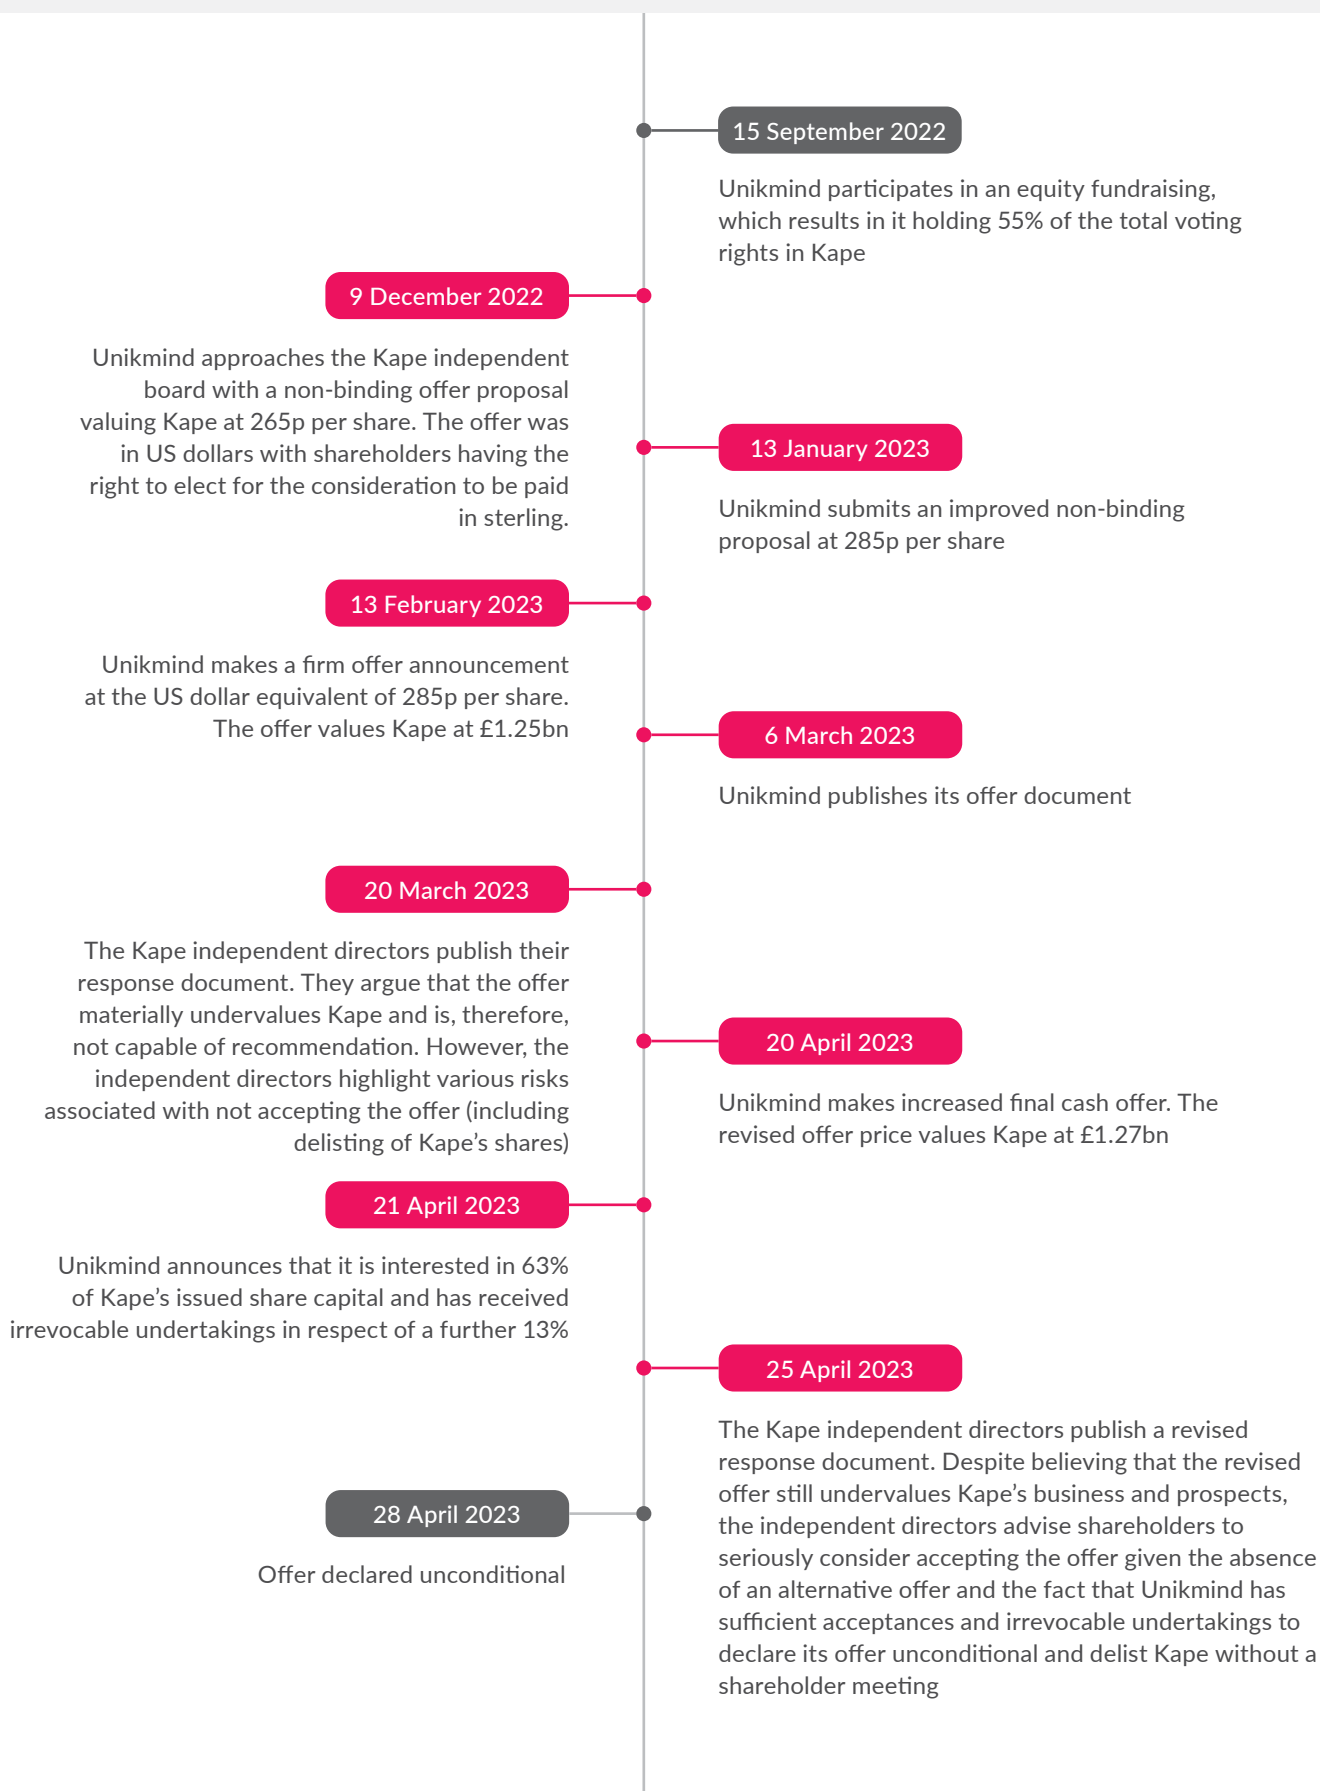 15 September 2022
Unikmind participates in an equity fundraising,
which results in it holding 55% of the total voting
rights in Kape
9 December 2022
Unikmind approaches the Kape independent
board with a non-binding offer proposal
valuing Kape at 265p per share. The offer was
in US dollars with shareholders having the
right to elect for the consideration to be paid
in sterling.
13 January 2023
Unikmind submits an improved non-binding
proposal at 285p per share
13 February 2023
Unikmind makes a firm offer announcement
at the US dollar equivalent of 285p per share.
The offer values Kape at £1.25bn
6 March 2023
Unikmind publishes its offer document
20 March 2023
The Kape independent directors publish their
response document. They argue that the offer
materially undervalues Kape and is, therefore,
not capable of recommendation. However, the
independent directors highlight various risks
associated with not accepting the offer (including
delisting of Kape’s shares)
20 April 2023
Unikmind makes increased final cash offer. The
revised offer price values Kape at £1.27bn
21 April 2023
Unikmind announces that it is interested in 63%
of Kape’s issued share capital and has received
irrevocable undertakings in respect of a further 13%
25 April 2023
The Kape independent directors publish a revised
response document. Despite believing that the revised
offer still undervalues Kape’s business and prospects,
the independent directors advise shareholders to
seriously consider accepting the offer given the absence
of an alternative offer and the fact that Unikmind has
sufficient acceptances and irrevocable undertakings to
declare its offer unconditional and delist Kape without a
shareholder meeting
28 April 2023
Offer declared unconditional